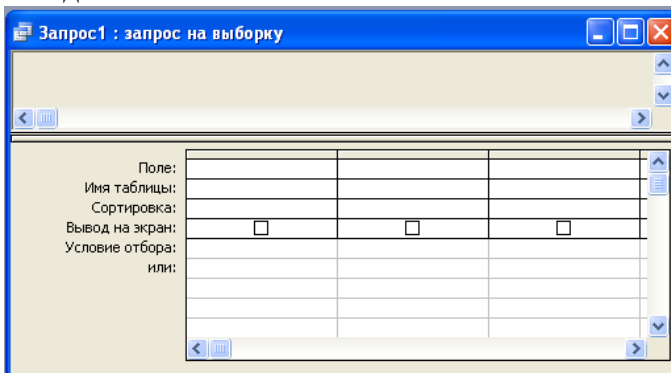 Запрос1 : запрос на выборку
Поле:
Имя таблицы:
Сортировка:
Вывод на экран:
Условие отбора:
или: